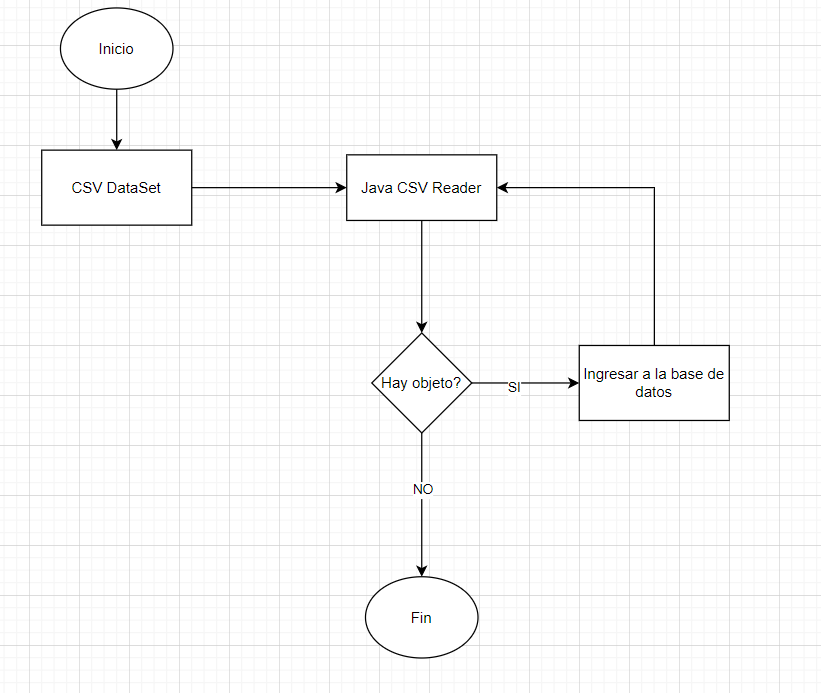 Inicio
CSV DataSet
Java CSV Reader
Hay objeto?
SI
Ingresar a la base de
datos
NO
Fin